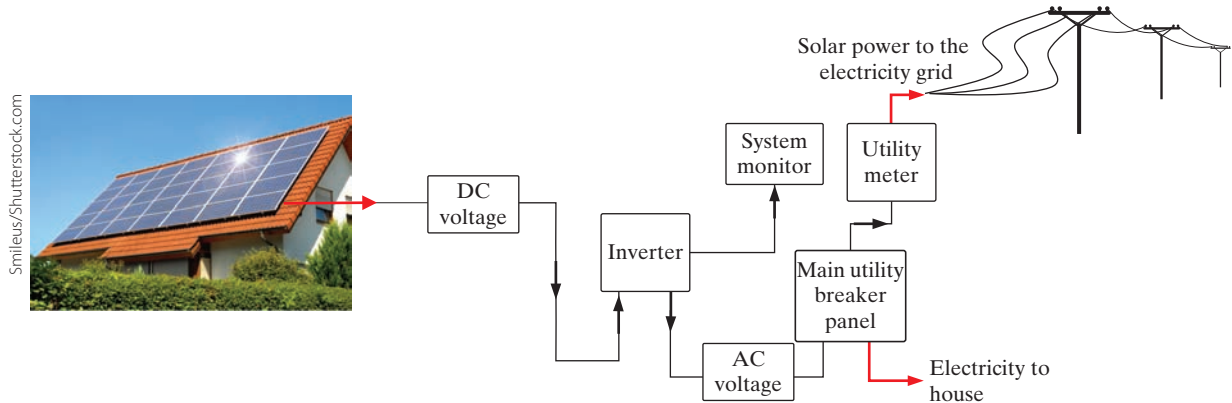 Smileus/Shutterstock.com
DC
voltage
Inverter
System
monitor
AC
voltage
Main utility
breaker
panel
Utility
meter
Solar power to the
electricity grid
Electricity to
house